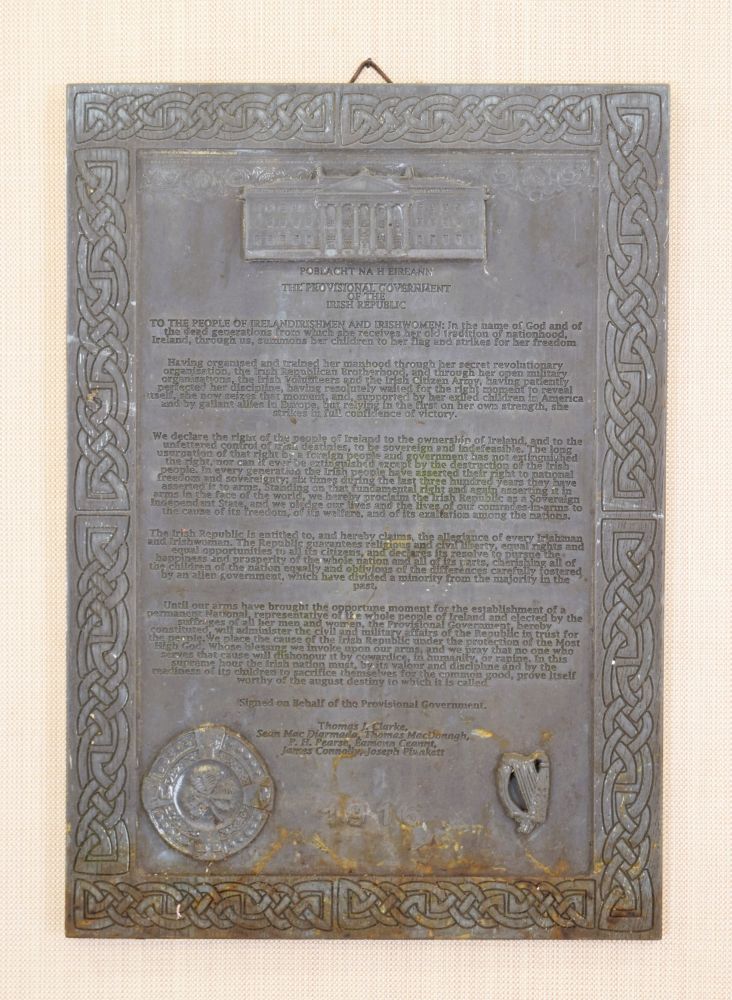 POBLACHT NA H EIREANN
THE PROVISIONAL GOVERNMENT
OF THE
IRISH REPUBLIC
TO THE PEOPLE OF IRELANDIRISHMEN AND IRISHWOMEN: In the name of God and of
the dead generations from which she receives her old tradition of nationhood,
Ireland, through us, summons her children to her flag and strikes for her freedom
Having organised and trained her manhood through her secret revolutionary
organisation, the Irish Republican Brotherhood, and through her open military
organisations, the Irish Volunteers and the Irish Citizen Army, having patiently
perfected her discipline, having resolutely waited for the right moment to reveal
itself, she now seizes that moment, and, supported by her exiled children in America
and by gallant allies in Europe, but relying in the first on her own strength, she
strikes in full confidence of victory.
We declare the right of the people of Ireland to the ownership of Ireland, and to the
unfettered control of Irish destinies, to be sovereign and indefeasible. The long
usurpation of that right by a foreign people and government has not extinguished
the right, nor can it ever be extinguished except by the destruction of the Irish
people. In every generation the Irish people have asserted their right to national
freedom and sovereignty; six times during the last three hundred years they have
asserted it to arms. Standing on that fundamental right and again asserting it in
arms in the face of the world, we hereby proclaim the Irish Republic as a Sovereign
Independent State, and we pledge our lives and the lives of our comrades-in-arms to
the cause of its freedom, of its welfare, and of its exaltation among the nations.
The Irish Republic is entitled to, and hereby claims, the allegiance of every Irishman
and Irishwoman. The Republic guarantees religious and civil liberty, equal rights and
equal opportunities to all its citizens, and declares its resolve to pursue the
happiness and prosperity of the whole nation and all of its parts, cherishing all of
the children of the nation equally and oblivious of the differences carefully fostered
by an alien government, which have divided a minority from the majority in the
past.
Until our arms have brought the opportune moment for the establishment of a
permanent National, representative of the whole people of Ireland and elected by the
suffrages of all her men and women, the Provisional Government, hereby
constituted, will administer the civil and military affairs of the Republic in trust for
the people.We place the cause of the Irish Republic under the protection of the Most
High God, Whose blessing we invoke upon our arms, and we pray that no one who
serves that cause will dishonour it by cowardice, in humanity, or rapine. In this
supreme hour the Irish nation must, by its valour and discipline and by the
readiness of its children to sacrifice themselves for the common good, prove itself
worthy of the august destiny to which it is called.
Signed on Behalf of the Provisional Government.
Thomas J. Clarke,
Sean Mac Diarmada, Thomas MacDonagh,
P. H. Pearse, Eamonn Ceannt,
James Connolly, Joseph Plunkett
1916